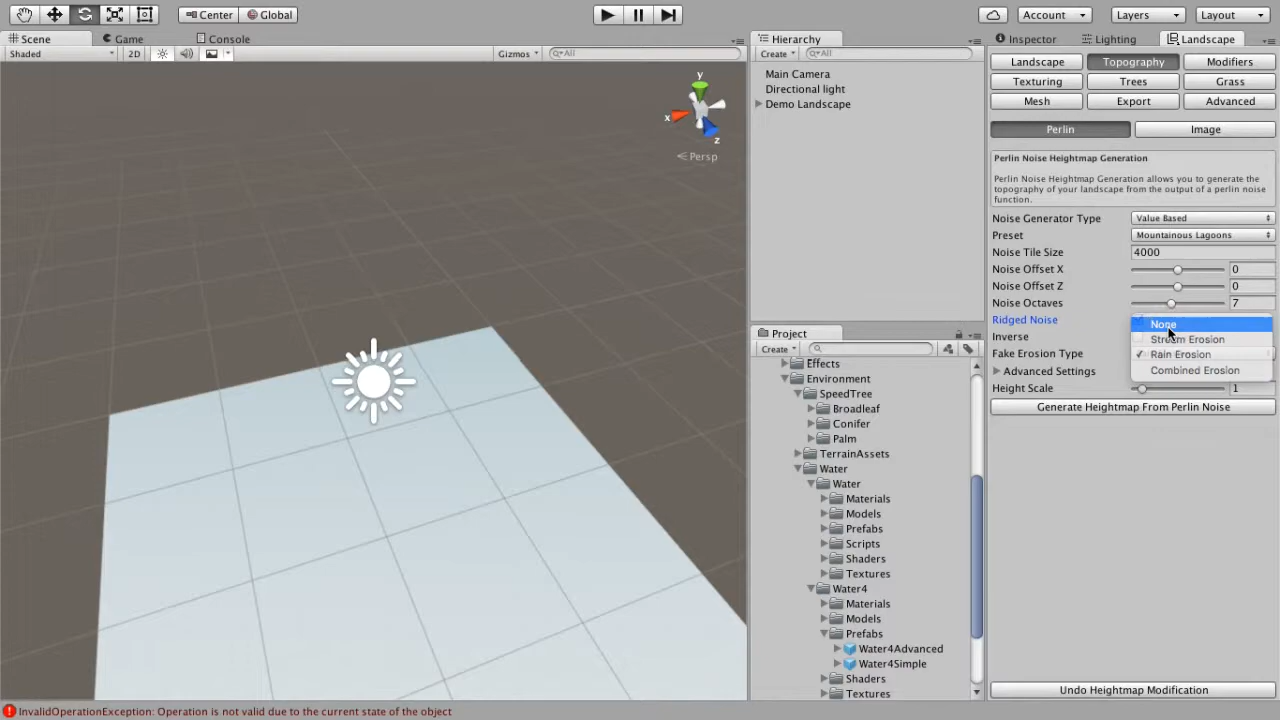 Center Global Account Layers Layout
Scene Game Console Hierarchy Inspector Lighting Landscape
Shaded 2D Gizmos All Create All
Main Camera
Directional light
Demo Landscape
y
x
z
Persp
Project
Create
Effects
Environment
SpeedTree
Broadleaf
Conifer
Palm
TerrainAssets
Water
Water
Materials
Models
Prefabs
Scripts
Shaders
Textures
Water4
Materials
Models
Prefabs
Water4Advanced
Water4Simple
Shaders
Textures
Landscape Topography Modifiers
Texturing Trees Grass
Mesh Export Advanced
Perlin Image
Perlin Noise Heightmap Generation
Perlin Noise Heightmap Generation allows you to generate the
topography of your landscape from the output of a perlin noise
function.
Noise Generator Type Value Based
Preset Mountainous Lagoons
Noise Tile Size 4000
Noise Offset X 0
Noise Offset Z 0
Noise Octaves 7
Ridged Noise None
Inverse Stream Erosion
Fake Erosion Type Rain Erosion
Advanced Settings Combined Erosion
Height Scale 1
Generate Heightmap From Perlin Noise
Undo Heightmap Modification
InvalidOperationException: Operation is not valid due to the current state of the object